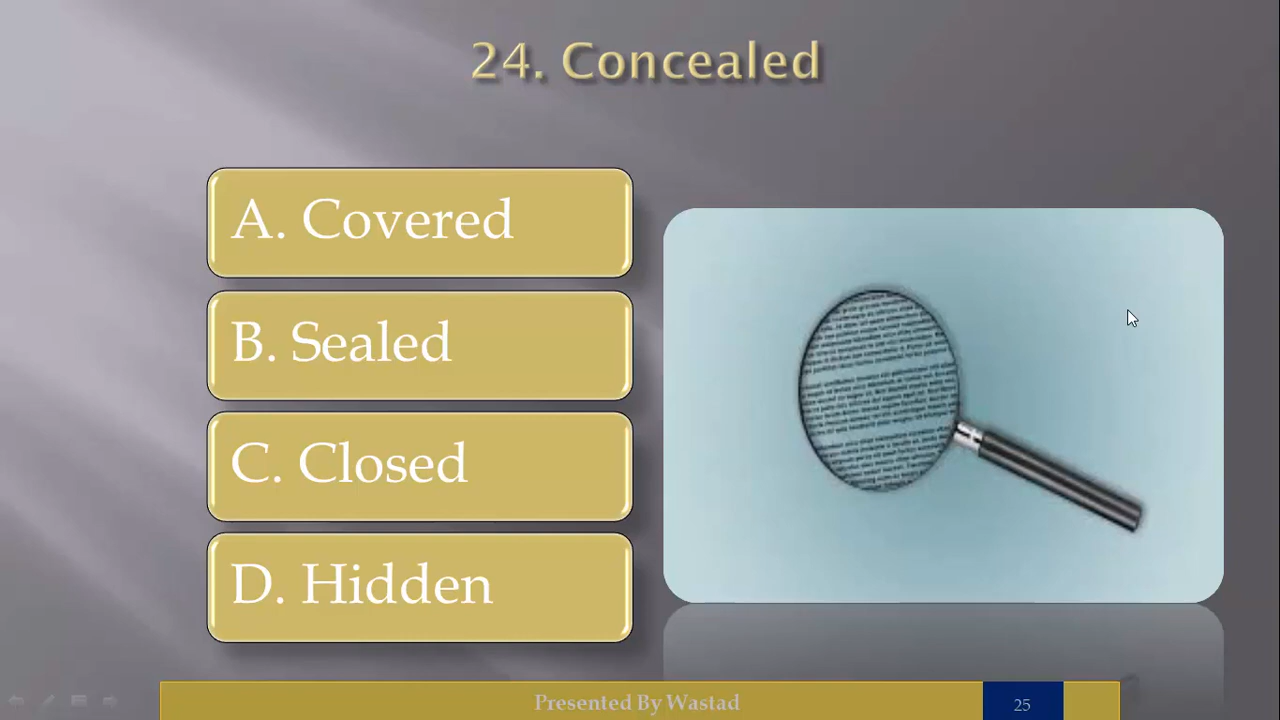 24. Concealed
A. Covered
B. Sealed
C. Closed
D. Hidden
Presented By Wastad
25